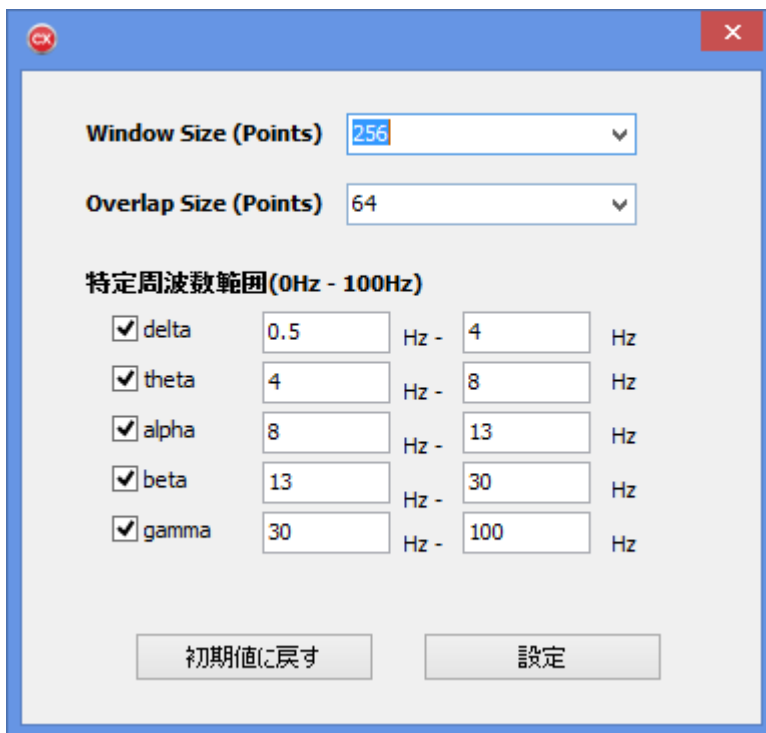 CX
Window Size (Points) 256
Overlap Size (Points) 64
特定周波数範囲(0Hz - 100Hz)
delta 0.5 Hz - 4 Hz
theta 4 Hz - 8 Hz
alpha 8 Hz - 13 Hz
beta 13 Hz - 30 Hz
gamma 30 Hz - 100 Hz
初期値に戻す 設定